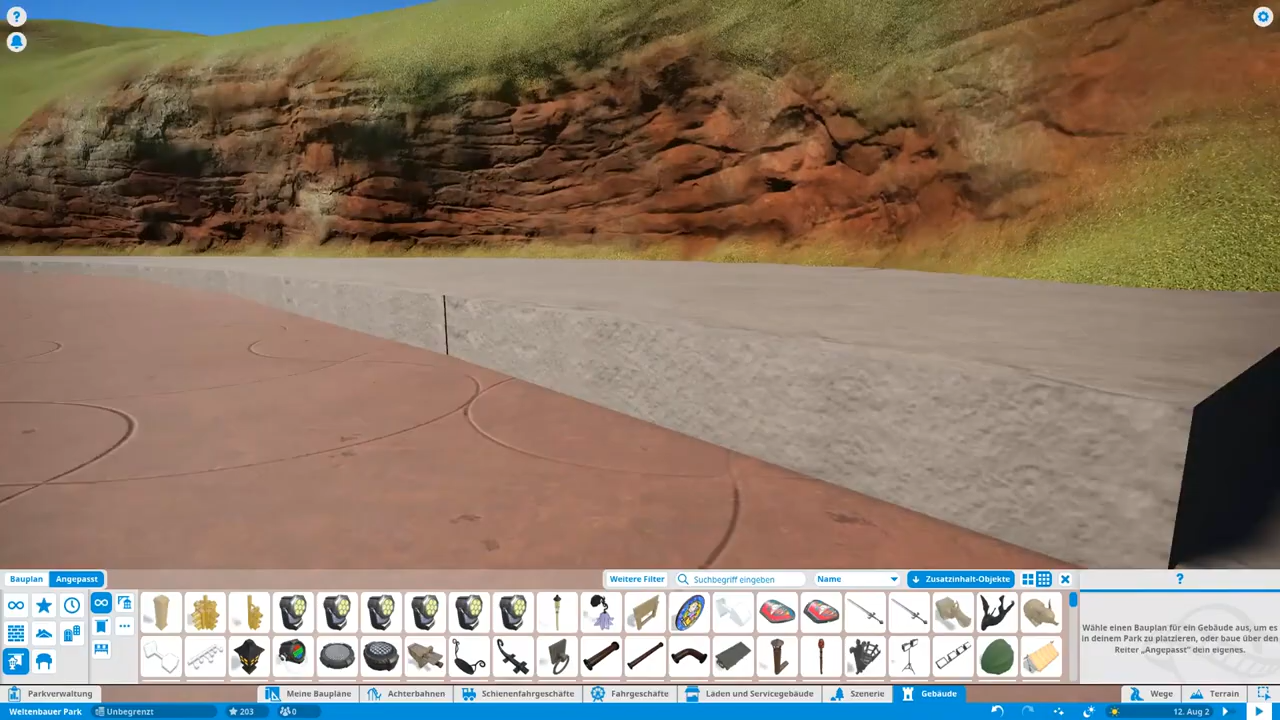 ?
Bauplan
Angepasst
Weitere Filter
Suchbegriff eingeben
Name
Zusatzinhalt-Objekte
?
Wähle einen Bauplan für ein Gebäude aus, um es
in deinem Park zu platzieren, oder baue über den
Reiter „Angepasst" dein eigenes.
Parkverwaltung
Meine Baupläne
Achterbahnen
Schienenfahrgeschäfte
Fahrgeschäfte
Läden und Servicegebäude
Szenerie
Gebäude
Wege
Terrain
Weltenbauer Park
Unbegrenzt
203
0
12. Aug 2